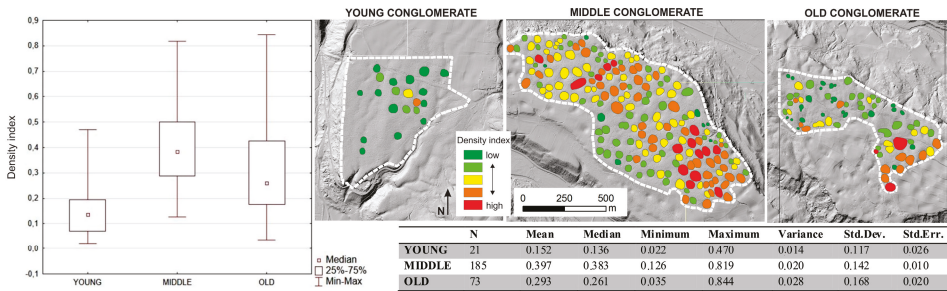 0,9
0,8
0,7
0,6
0,5
0,4
0,3
0,2
0,1
0,0
-0,1
Density index
YOUNG MIDDLE OLD
Median
25%-75%
Min-Max
YOUNG CONGLOMERATE
MIDDLE CONGLOMERATE
OLD CONGLOMERATE
Density index
low
high
N
0 250 500
m
N Mean Median Minimum Maximum Variance Std.Dev. Std.Err.
YOUNG 21 0.152 0.136 0.022 0.470 0.014 0.117 0.026
MIDDLE 185 0.397 0.383 0.126 0.819 0.020 0.142 0.010
OLD 73 0.293 0.261 0.035 0.844 0.028 0.168 0.020